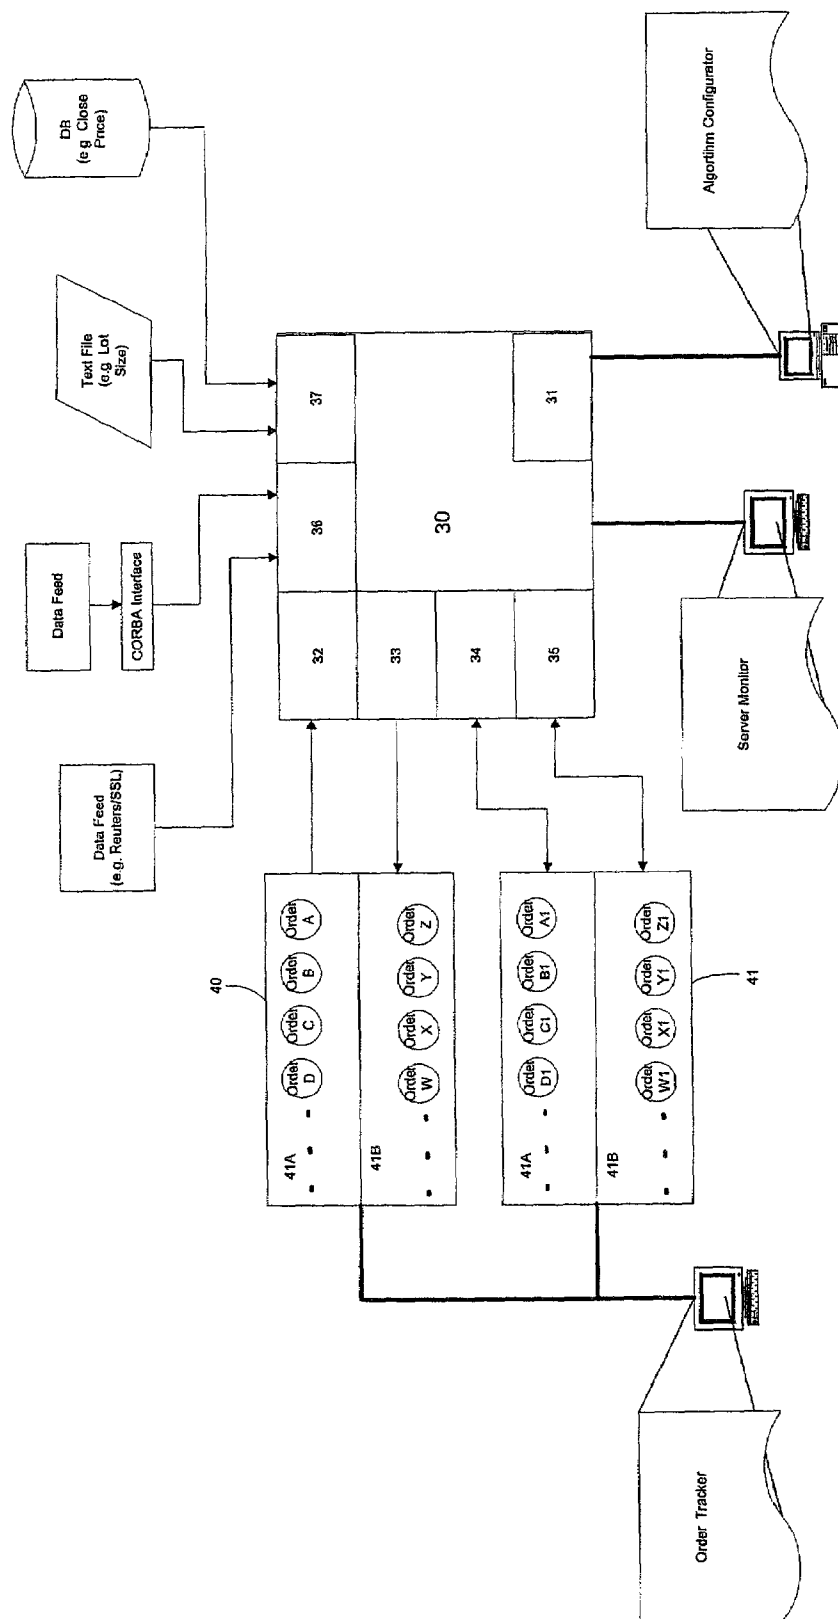 DB
(e.g. Close
Price)
Text File
(e.g. Lot
Size)
Data Feed
CORBA Interface
Data Feed
(e.g. Reuters/SSL)
37
36
32
33
34
35
30
31
40
41A
Order
D
Order
C
Order
B
Order
A
41B
Order
W
Order
X
Order
Y
Order
Z
41
41A
Order
D1
Order
C1
Order
B1
Order
A1
41B
Order
W1
Order
X1
Order
Y1
Order
Z1
Order Tracker
Server Monitor
Algortihm Configurator